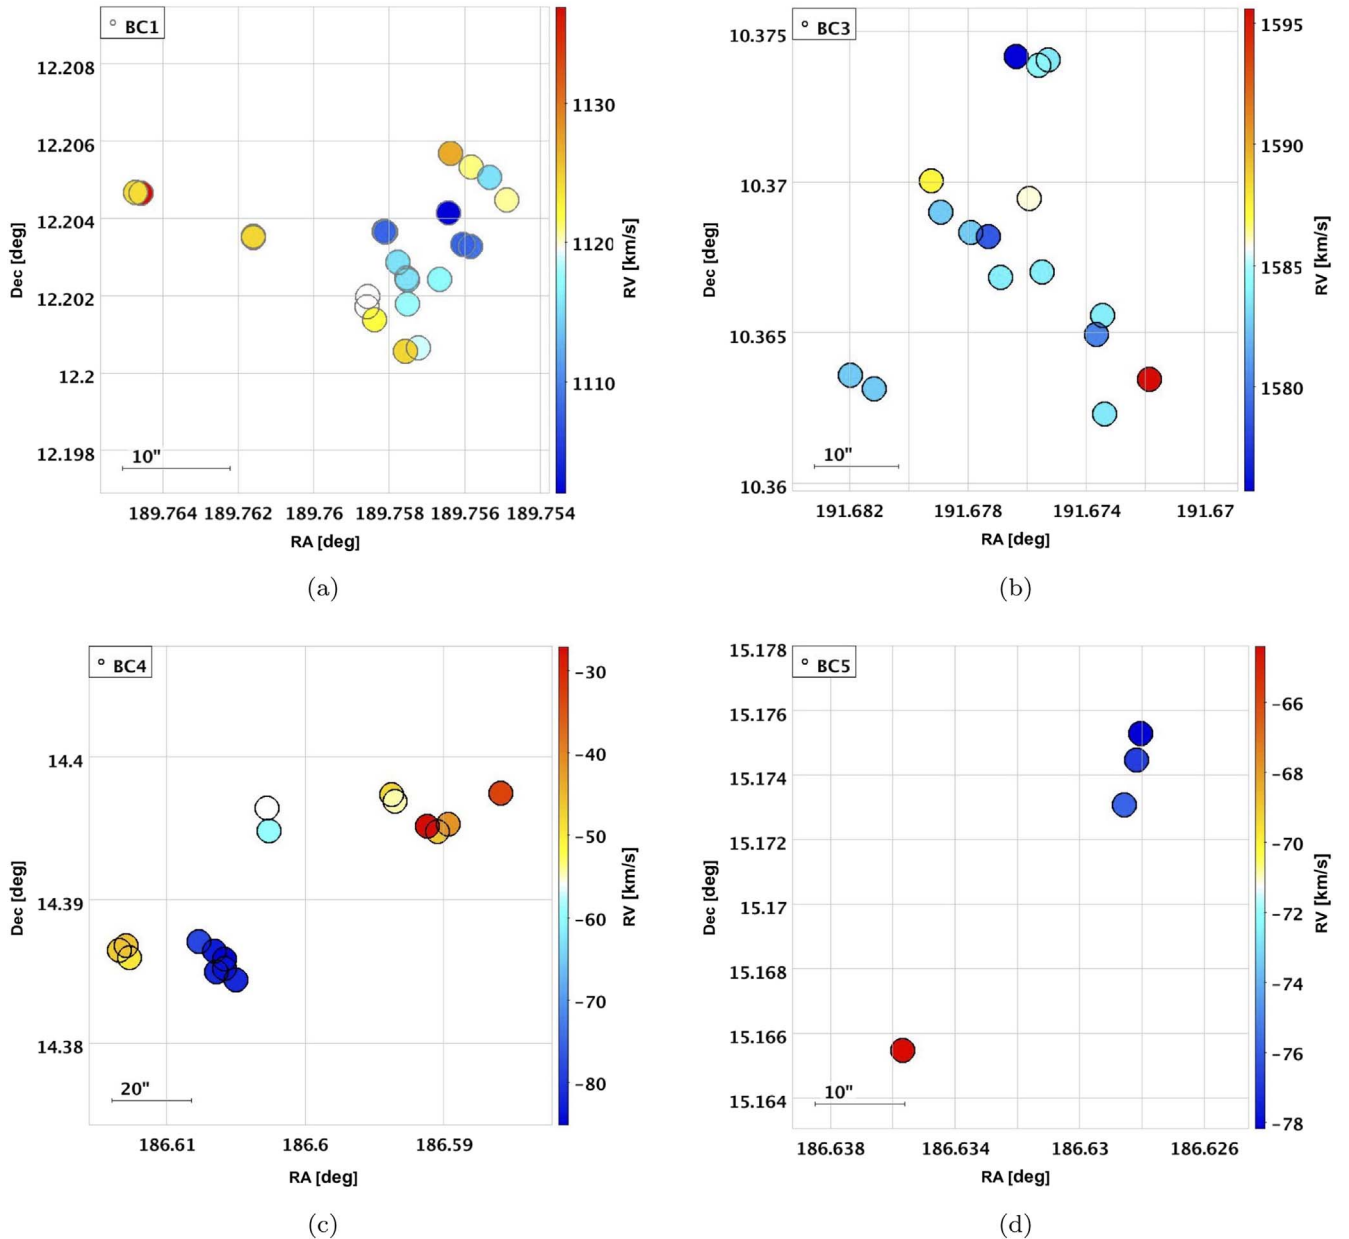 BC1
12.208
12.206
12.204
12.202
12.2
12.198
Dec [deg]
10"
189.764 189.762 189.76 189.758 189.756 189.754
RA [deg]
1130
1120
1110
RV [km/s]
(a)
BC3
10.375
10.37
10.365
10.36
Dec [deg]
10"
191.682 191.678 191.674 191.67
RA [deg]
1595
1590
1585
1580
RV [km/s]
(b)
BC4
14.4
14.39
14.38
Dec [deg]
20"
186.61 186.6 186.59
RA [deg]
-30
-40
-50
-60
-70
-80
RV [km/s]
(c)
BC5
15.178
15.176
15.174
15.172
15.17
15.168
15.166
15.164
Dec [deg]
10"
186.638 186.634 186.63 186.626
RA [deg]
-66
-68
-70
-72
-74
-76
-78
RV [km/s]
(d)